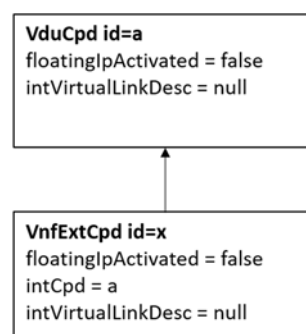 VduCpd id=a
floatingIpActivated = false
intVirtualLinkDesc = null
VnfExtCpd id=x
floatingIpActivated = false
intCpd = a
intVirtualLinkDesc = null